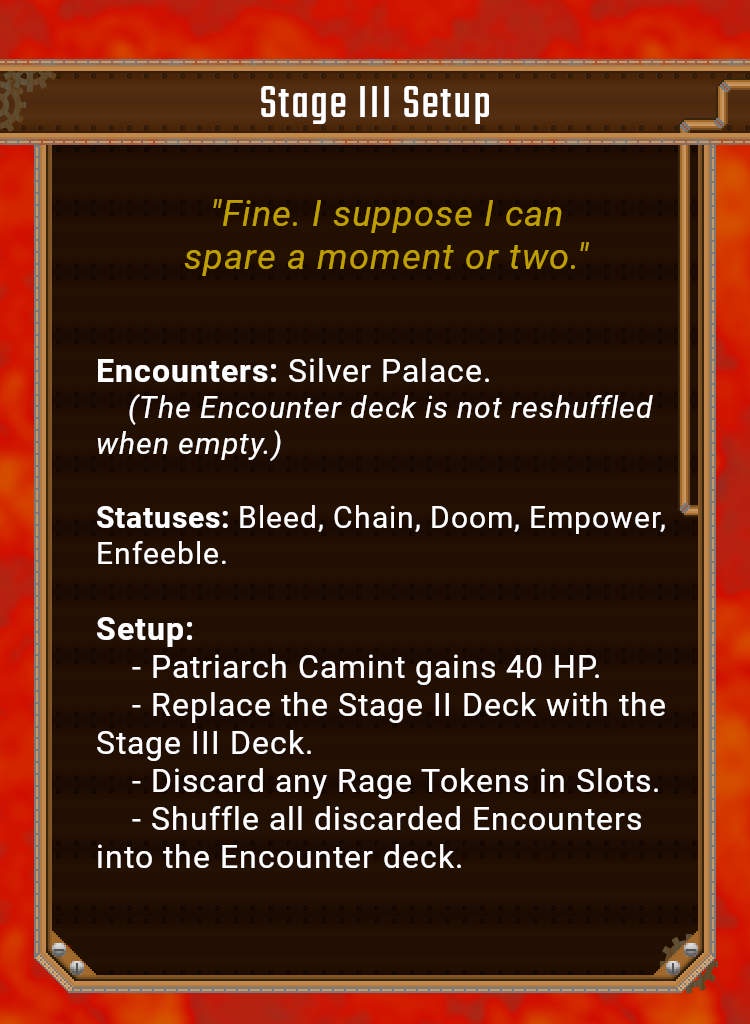 Stage III Setup
"Fine. I suppose I can
spare a moment or two."
Encounters: Silver Palace.
(The Encounter deck is not reshuffled
when empty.)
Statuses: Bleed, Chain, Doom, Empower,
Enfeeble.
Setup:
- Patriarch Camint gains 40 HP.
- Replace the Stage II Deck with the
Stage III Deck.
- Discard any Rage Tokens in Slots.
- Shuffle all discarded Encounters
into the Encounter deck.